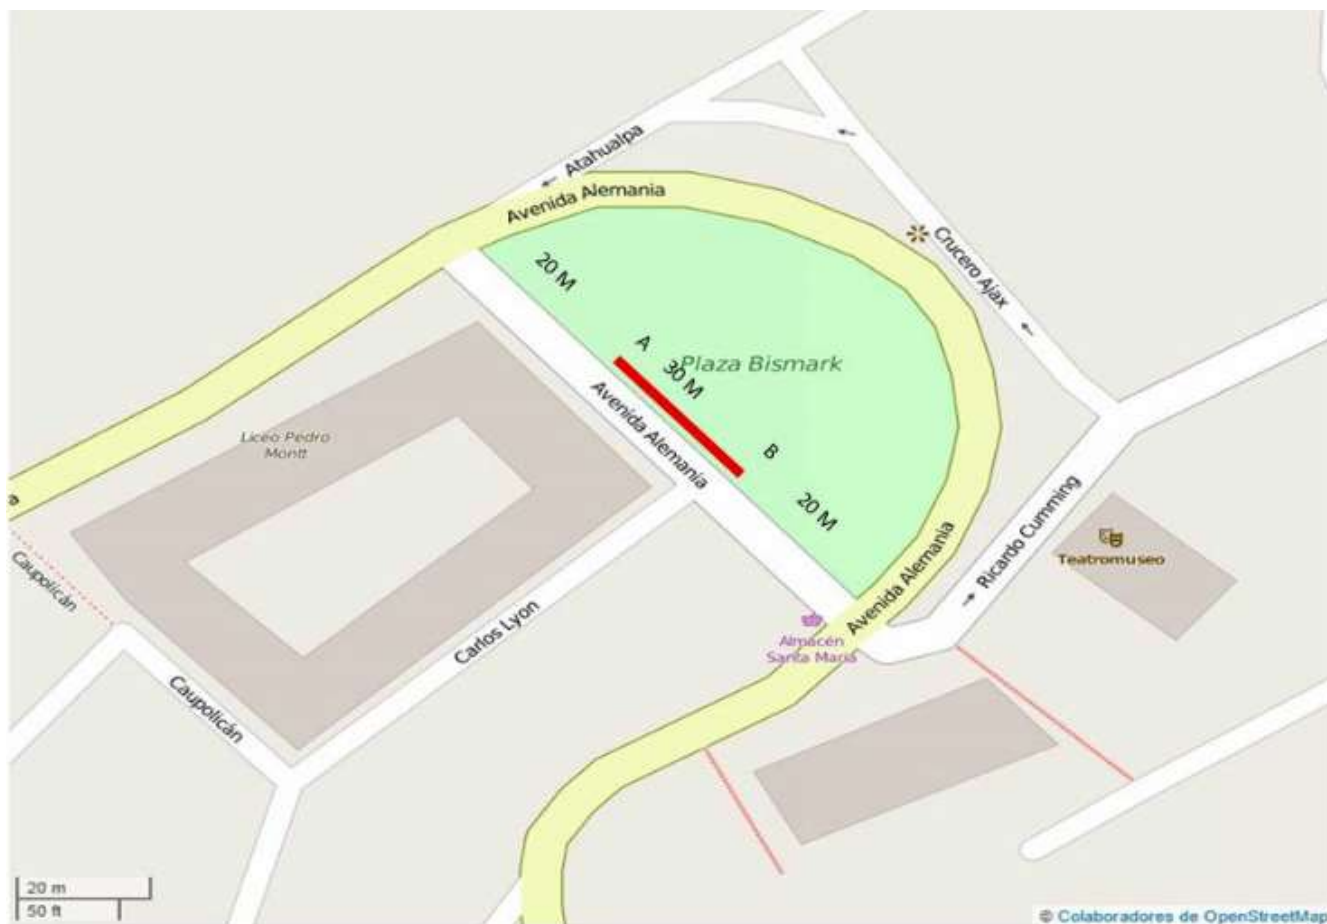 Atahualpa
Avenida Alemania
Crucero Ajax
20 M
A
30 M
Plaza Bismark
Avenida Alemania
B
20 M
Liceo Pedro
Montt
a
Caupolicán
Carlos Lyon
Caupolicán
Avenida Alemania
Ricardo Cumming
Teatromuseo
Almacén
Santa María
20 m
50 ft
© Colaboradores de OpenStreetMap